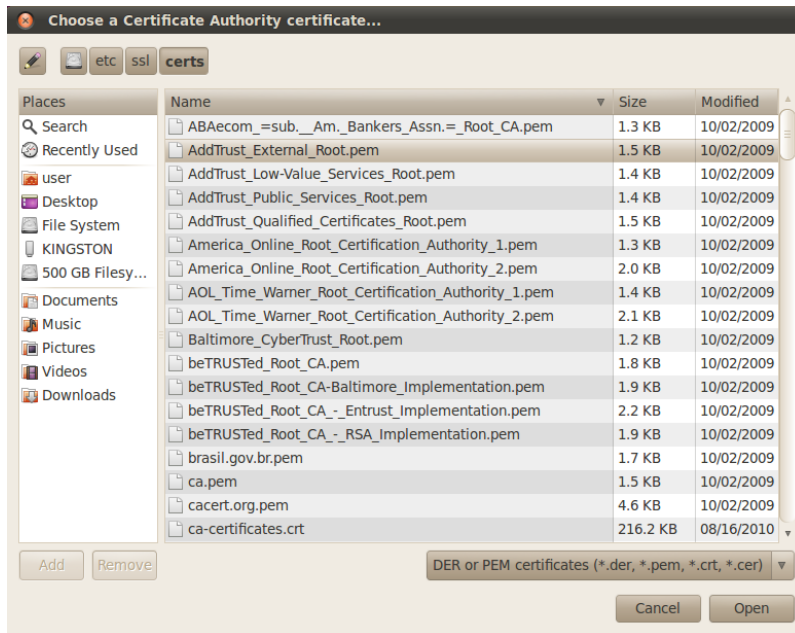 Choose a Certificate Authority certificate...
etc ssl certs
Places Name Size Modified
Search ABAecom_=sub.__Am._Bankers_Assn.=_Root_CA.pem 1.3 KB 10/02/2009
Recently Used AddTrust_External_Root.pem 1.5 KB 10/02/2009
AddTrust_Low-Value_Services_Root.pem 1.4 KB 10/02/2009
user
AddTrust_Public_Services_Root.pem 1.4 KB 10/02/2009
Desktop
AddTrust_Qualified_Certificates_Root.pem 1.5 KB 10/02/2009
File System
America_Online_Root_Certification_Authority_1.pem 1.3 KB 10/02/2009
KINGSTON
America_Online_Root_Certification_Authority_2.pem 2.0 KB 10/02/2009
500 GB Filesy...
AOL_Time_Warner_Root_Certification_Authority_1.pem 1.4 KB 10/02/2009
Documents
AOL_Time_Warner_Root_Certification_Authority_2.pem 2.1 KB 10/02/2009
Music
Baltimore_CyberTrust_Root.pem 1.2 KB 10/02/2009
Pictures
beTRUSTed_Root_CA.pem 1.8 KB 10/02/2009
Videos
beTRUSTed_Root_CA-Baltimore_Implementation.pem 1.9 KB 10/02/2009
Downloads
beTRUSTed_Root_CA_-_Entrust_Implementation.pem 2.2 KB 10/02/2009
beTRUSTed_Root_CA_-_RSA_Implementation.pem 1.9 KB 10/02/2009
brasil.gov.br.pem 1.7 KB 10/02/2009
ca.pem 1.5 KB 10/02/2009
cacert.org.pem 4.6 KB 10/02/2009
ca-certificates.crt 216.2 KB 08/16/2010
Add Remove DER or PEM certificates (*.der, *.pem, *.crt, *.cer)
Cancel Open